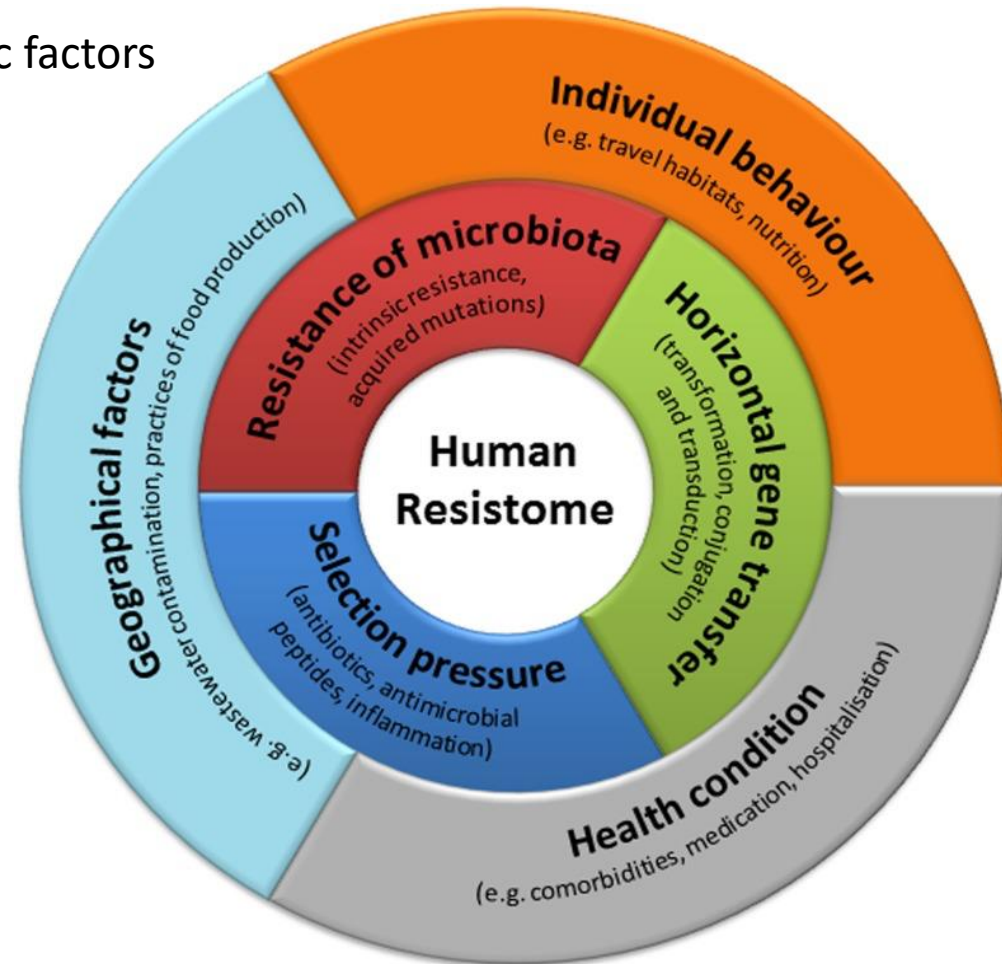 c factors
Individual behaviour
(e.g. travel habitats, nutrition)
Geographical factors
(e.g. wastewater contamination, practices of food production)
Resistance of microbiota
(intrinsic resistance,
acquired mutations)
Horizontal gene transfer
(transformation, conjugation
and transduction)
Human
Resistome
Selection pressure
(antibiotics, antimicrobial
peptides, inflammation)
Health condition
(e.g. comorbidities, medication, hospitalisation)